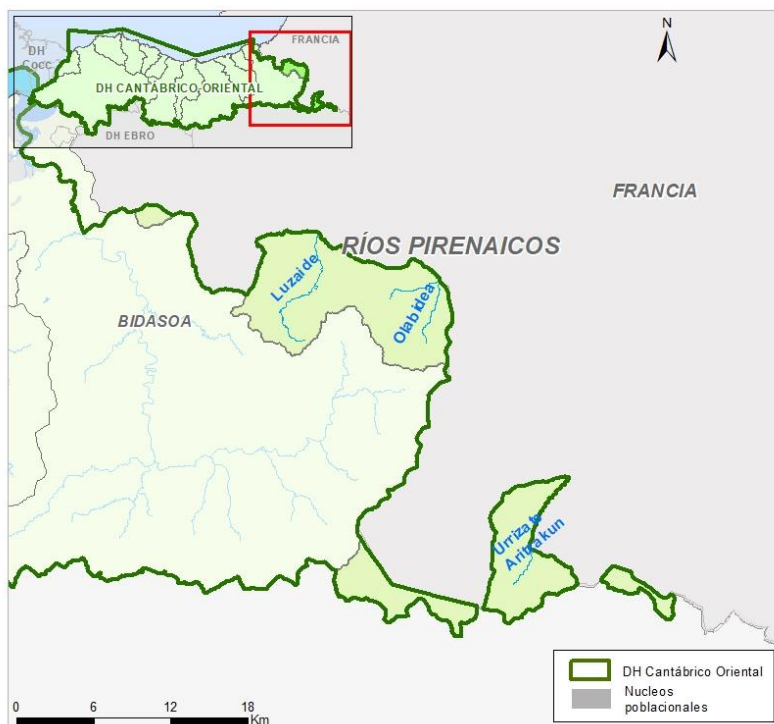 FRANCIA
DH
Cocc
DH CANTÁBRICO ORIENTAL
DH EBRO
N
FRANCIA
RÍOS PIRENAICOS
Luzaide
Olabidea
BIDASOA
Urrizate
Aritrakun
DH Cantábrico Oriental
Nucleos
poblacionales
0 6 12 18
Km